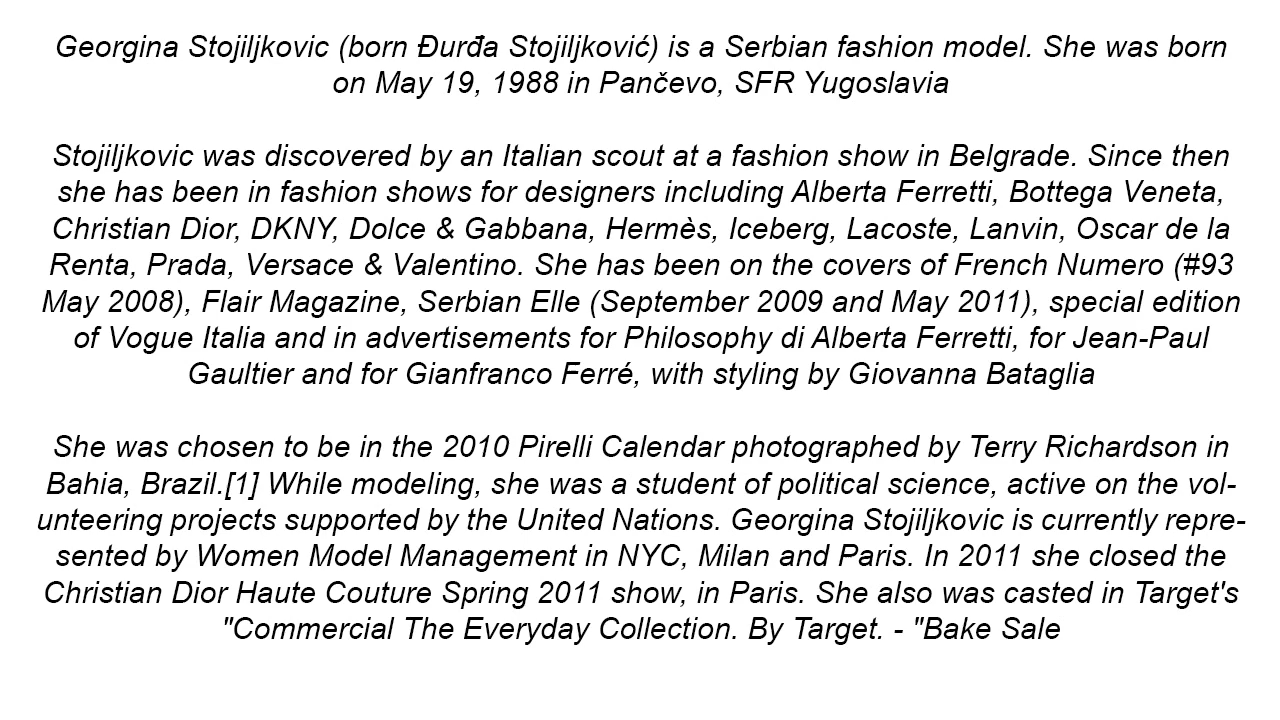 Georgina Stojiljkovic (born Đurđa Stojiljković) is a Serbian fashion model. She was born
on May 19, 1988 in Pančevo, SFR Yugoslavia
Stojiljkovic was discovered by an Italian scout at a fashion show in Belgrade. Since then
she has been in fashion shows for designers including Alberta Ferretti, Bottega Veneta,
Christian Dior, DKNY, Dolce & Gabbana, Hermès, Iceberg, Lacoste, Lanvin, Oscar de la
Renta, Prada, Versace & Valentino. She has been on the covers of French Numero (#93
May 2008), Flair Magazine, Serbian Elle (September 2009 and May 2011), special edition
of Vogue Italia and in advertisements for Philosophy di Alberta Ferretti, for Jean-Paul
Gaultier and for Gianfranco Ferré, with styling by Giovanna Bataglia
She was chosen to be in the 2010 Pirelli Calendar photographed by Terry Richardson in
Bahia, Brazil.[1] While modeling, she was a student of political science, active on the vol-
unteering projects supported by the United Nations. Georgina Stojiljkovic is currently repre-
sented by Women Model Management in NYC, Milan and Paris. In 2011 she closed the
Christian Dior Haute Couture Spring 2011 show, in Paris. She also was casted in Target's
"Commercial The Everyday Collection. By Target. - "Bake Sale